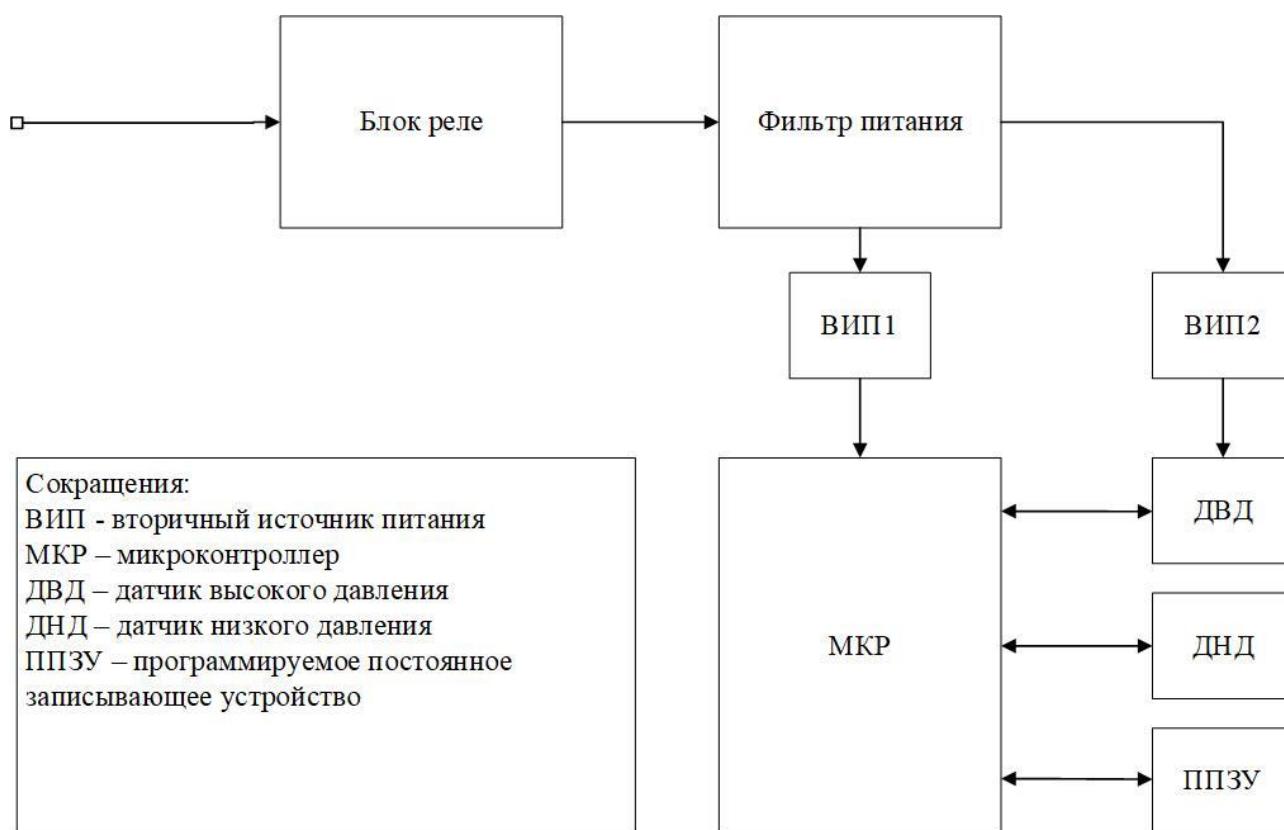 Блок реле
Фильтр питания
ВИП1
ВИП2
Сокращения:
ВИП - вторичный источник питания
МКР – микроконтроллер
ДВД – датчик высокого давления
ДНД – датчик низкого давления
ППЗУ – программируемое постоянное
записывающее устройство
МКР
ДВД
ДНД
ППЗУ